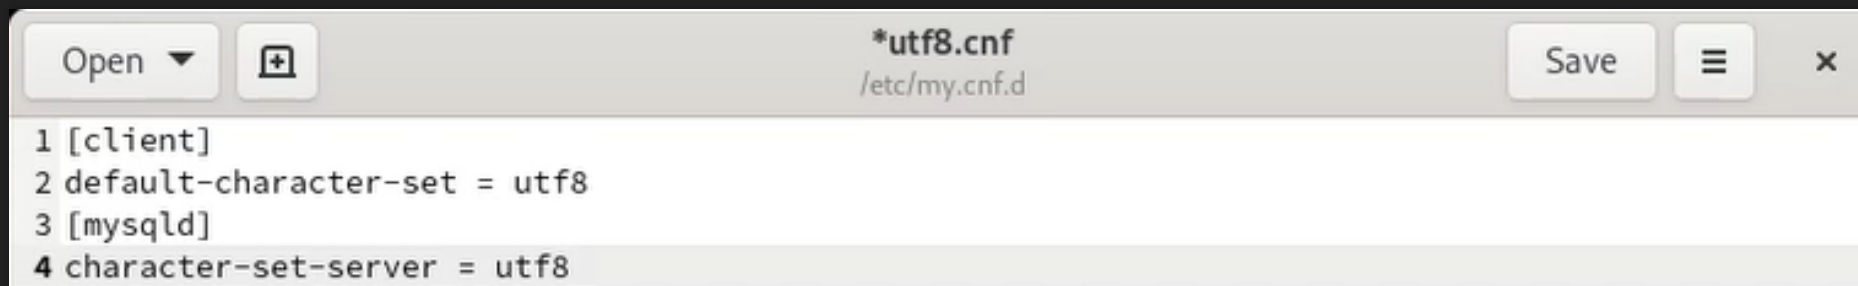 Open
*utf8.cnf
/etc/my.cnf.d
Save
1 [client]
2 default-character-set = utf8
3 [mysqld]
4 character-set-server = utf8